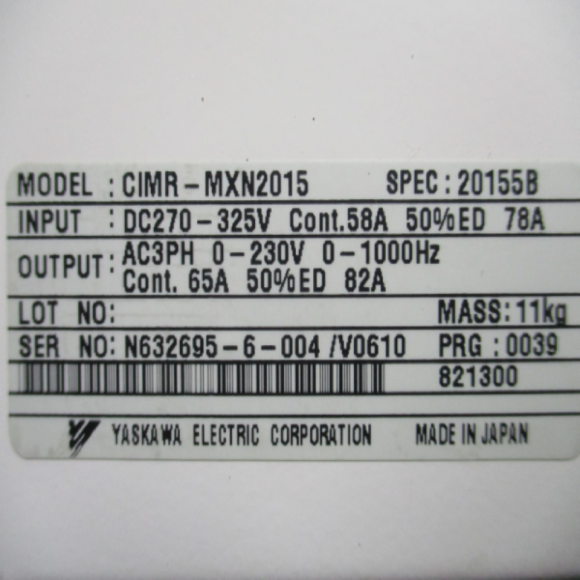 MODEL : CIMR-MXN2015 SPEC : 20155B
INPUT : DC270-325V Cont.58A 50%ED 78A
OUTPUT : AC3PH 0-230V 0-1000Hz
Cont. 65A 50%ED 82A
LOT NO: MASS: 11kg
SER NO: N632695-6-004 /V0610 PRG : 0039
821300
YASKAWA ELECTRIC CORPORATION MADE IN JAPAN